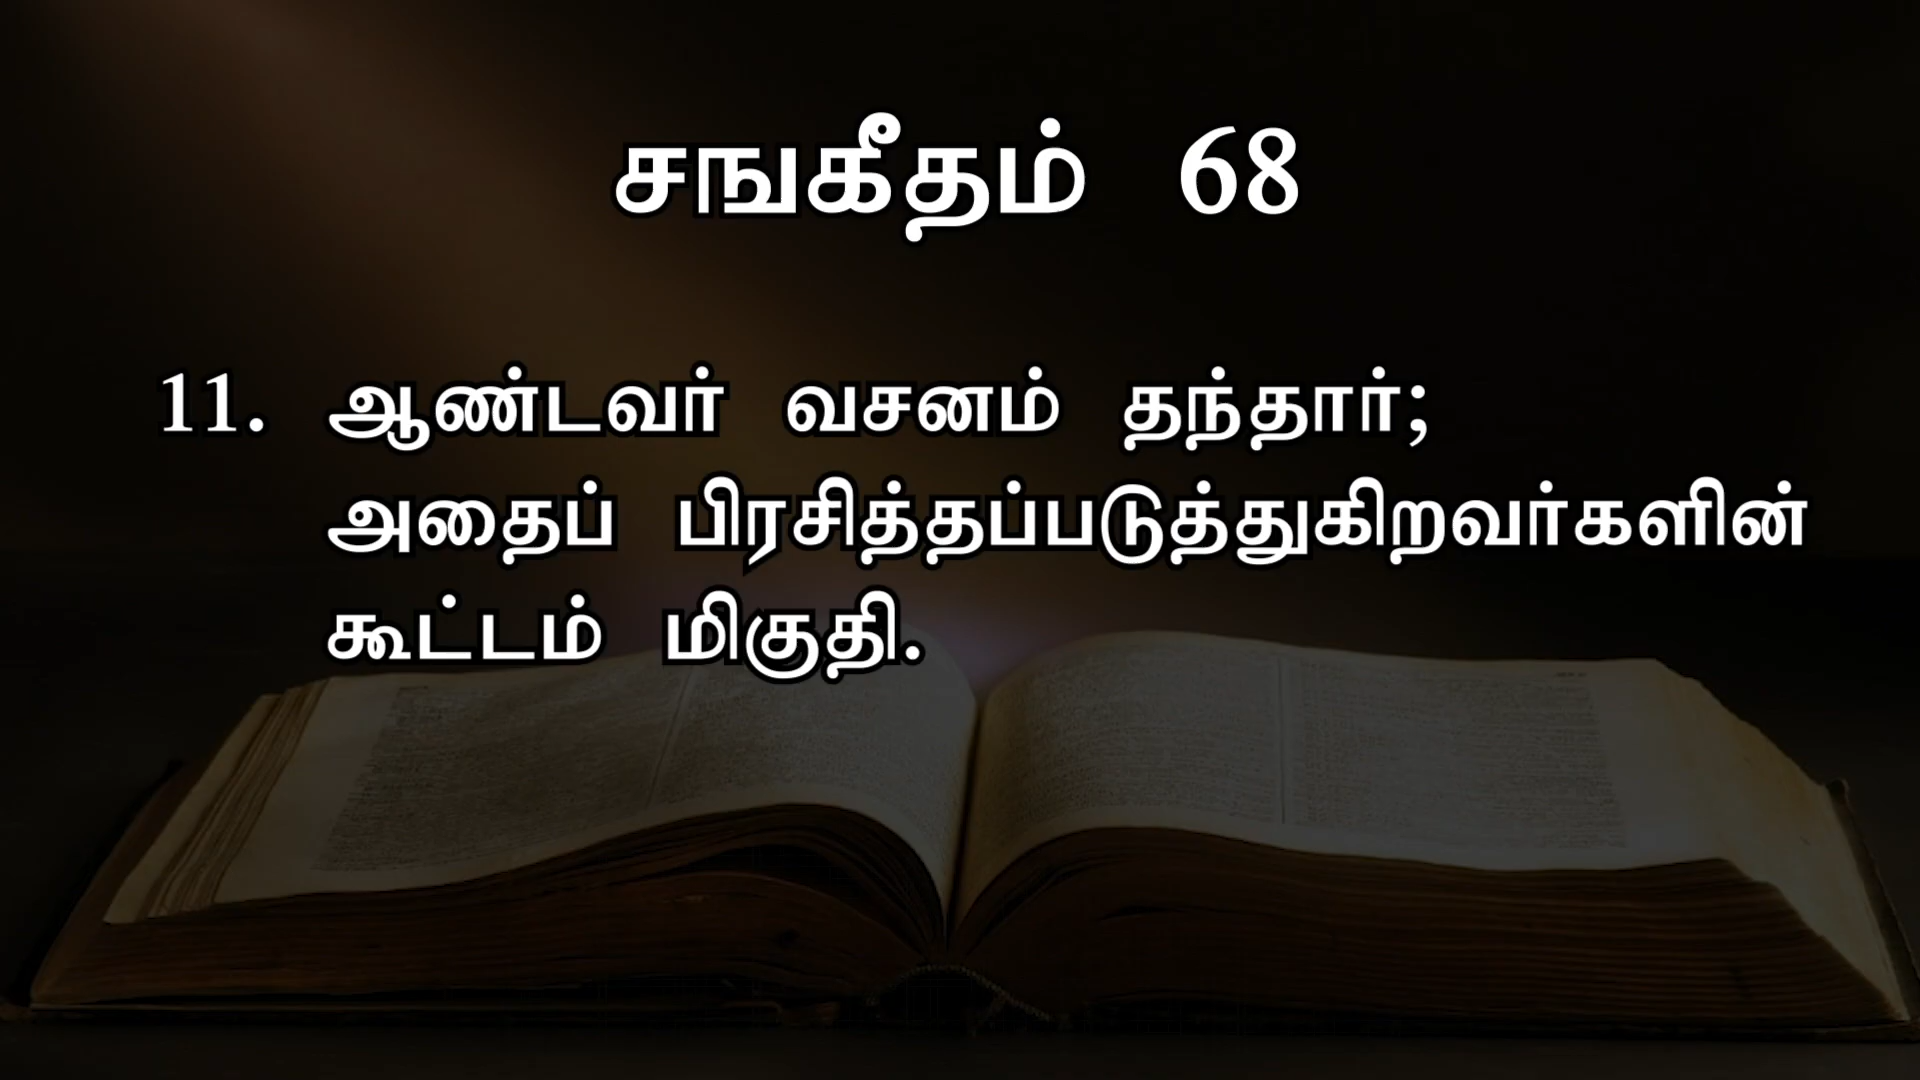 சஙகீதம் 68
11. ஆண்டவர் வசனம் தந்தார்;
அதைப் பிரசித்தப்படுத்துகிறவர்களின்
கூட்டம் மிகுதி.